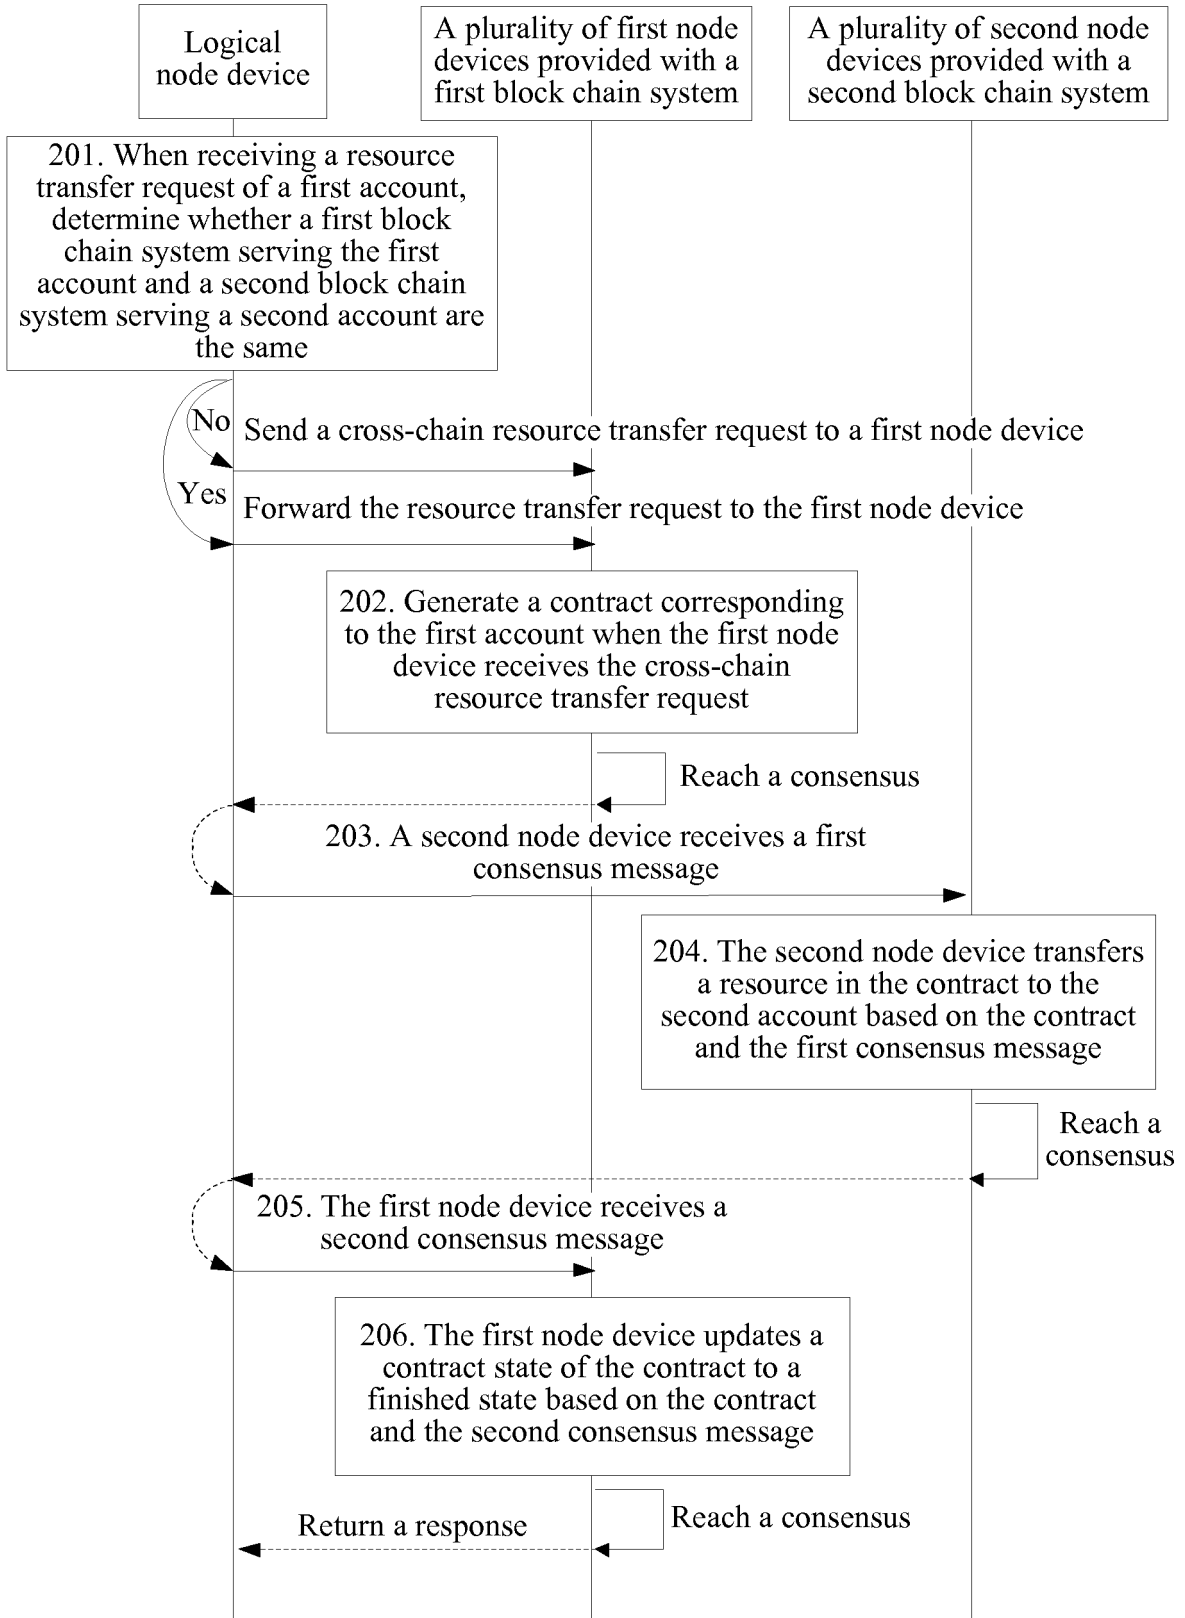 Logical
node device
A plurality of first node
devices provided with a
first block chain system
A plurality of second node
devices provided with a
second block chain system
201. When receiving a resource
transfer request of a first account,
determine whether a first block
chain system serving the first
account and a second block chain
system serving a second account are
the same
No
Send a cross-chain resource transfer request to a first node device
Yes
Forward the resource transfer request to the first node device
202. Generate a contract corresponding
to the first account when the first node
device receives the cross-chain
resource transfer request
Reach a consensus
203. A second node device receives a first
consensus message
204. The second node device transfers
a resource in the contract to the
second account based on the contract
and the first consensus message
Reach a
consensus
205. The first node device receives a
second consensus message
206. The first node device updates a
contract state of the contract to a
finished state based on the contract
and the second consensus message
Reach a consensus
Return a response